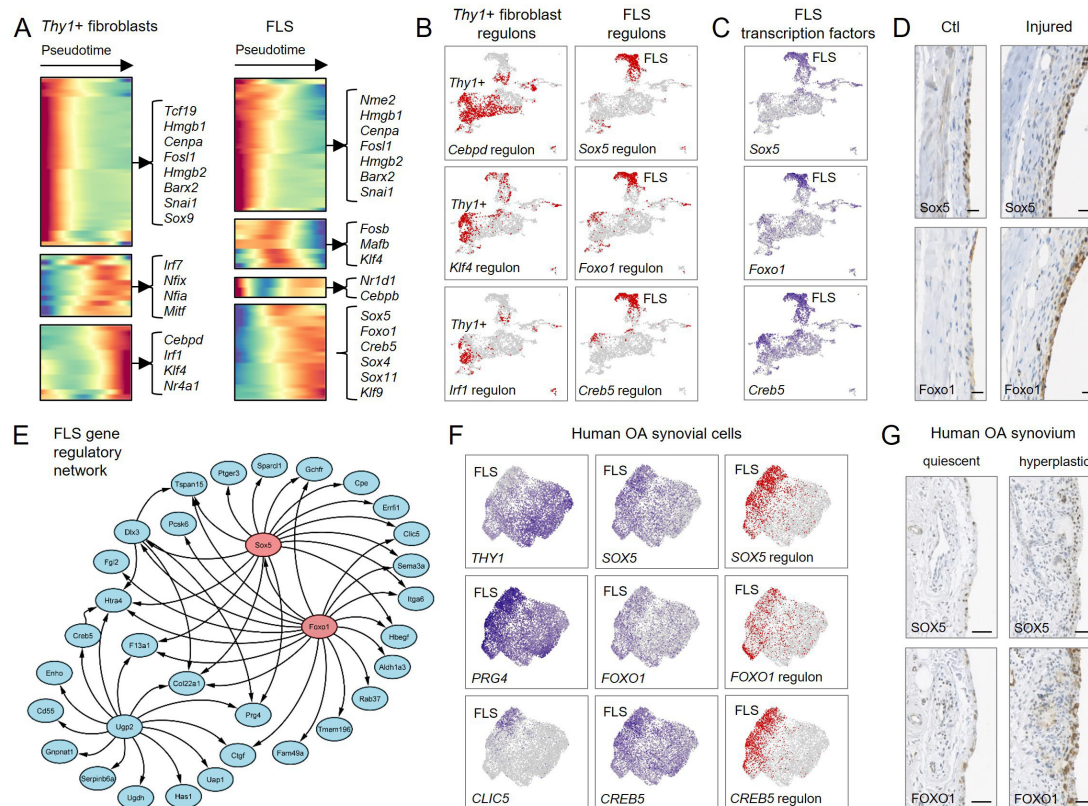 A
Thy1+ fibroblasts
Pseudotime
Tcf19
Hmgb1
Cenpa
Fosl1
Hmgb2
Barx2
Snai1
Sox9
Irf7
Nfix
Nfia
Mitf
Cebpd
Irf1
Klf4
Nr4a1
FLS
Pseudotime
Nme2
Hmgb1
Cenpa
Fosl1
Hmgb2
Barx2
Snai1
Fosb
Mafb
Klf4
Nr1d1
Cebpb
Sox5
Foxo1
Creb5
Sox4
Sox11
Klf9
B
Thy1+ fibroblast
regulons
FLS
regulons
Thy1+
Cebpd regulon
FLS
Sox5 regulon
Thy1+
Klf4 regulon
FLS
Foxo1 regulon
Thy1+
Irf1 regulon
FLS
Creb5 regulon
C
FLS
transcription factors
FLS
Sox5
FLS
Foxo1
FLS
Creb5
D
Ctl
Injured
Sox5
Sox5
Foxo1
Foxo1
E
FLS gene
regulatory
network
Sparcl1
Ptger3
Gchfr
Tspan15
Cpe
Pcsk6
Errfi1
Dlx3
Sox5
Clic5
Fgl2
Sema3a
Htra4
Itga6
Foxo1
Creb5
F13a1
Hbegf
Enho
Col22a1
Aldh1a3
Cd55
Ugp2
Prg4
Rab37
Gnpnat1
Ctgf
Fam49a
Tmem196
Serpinb6a
Uap1
Ugdh
Has1
F
Human OA synovial cells
FLS
THY1
FLS
SOX5
FLS
SOX5 regulon
FLS
PRG4
FLS
FOXO1
FLS
FOXO1 regulon
FLS
CLIC5
FLS
CREB5
FLS
CREB5 regulon
G
Human OA synovium
quiescent
hyperplastic
SOX5
SOX5
FOXO1
FOXO1